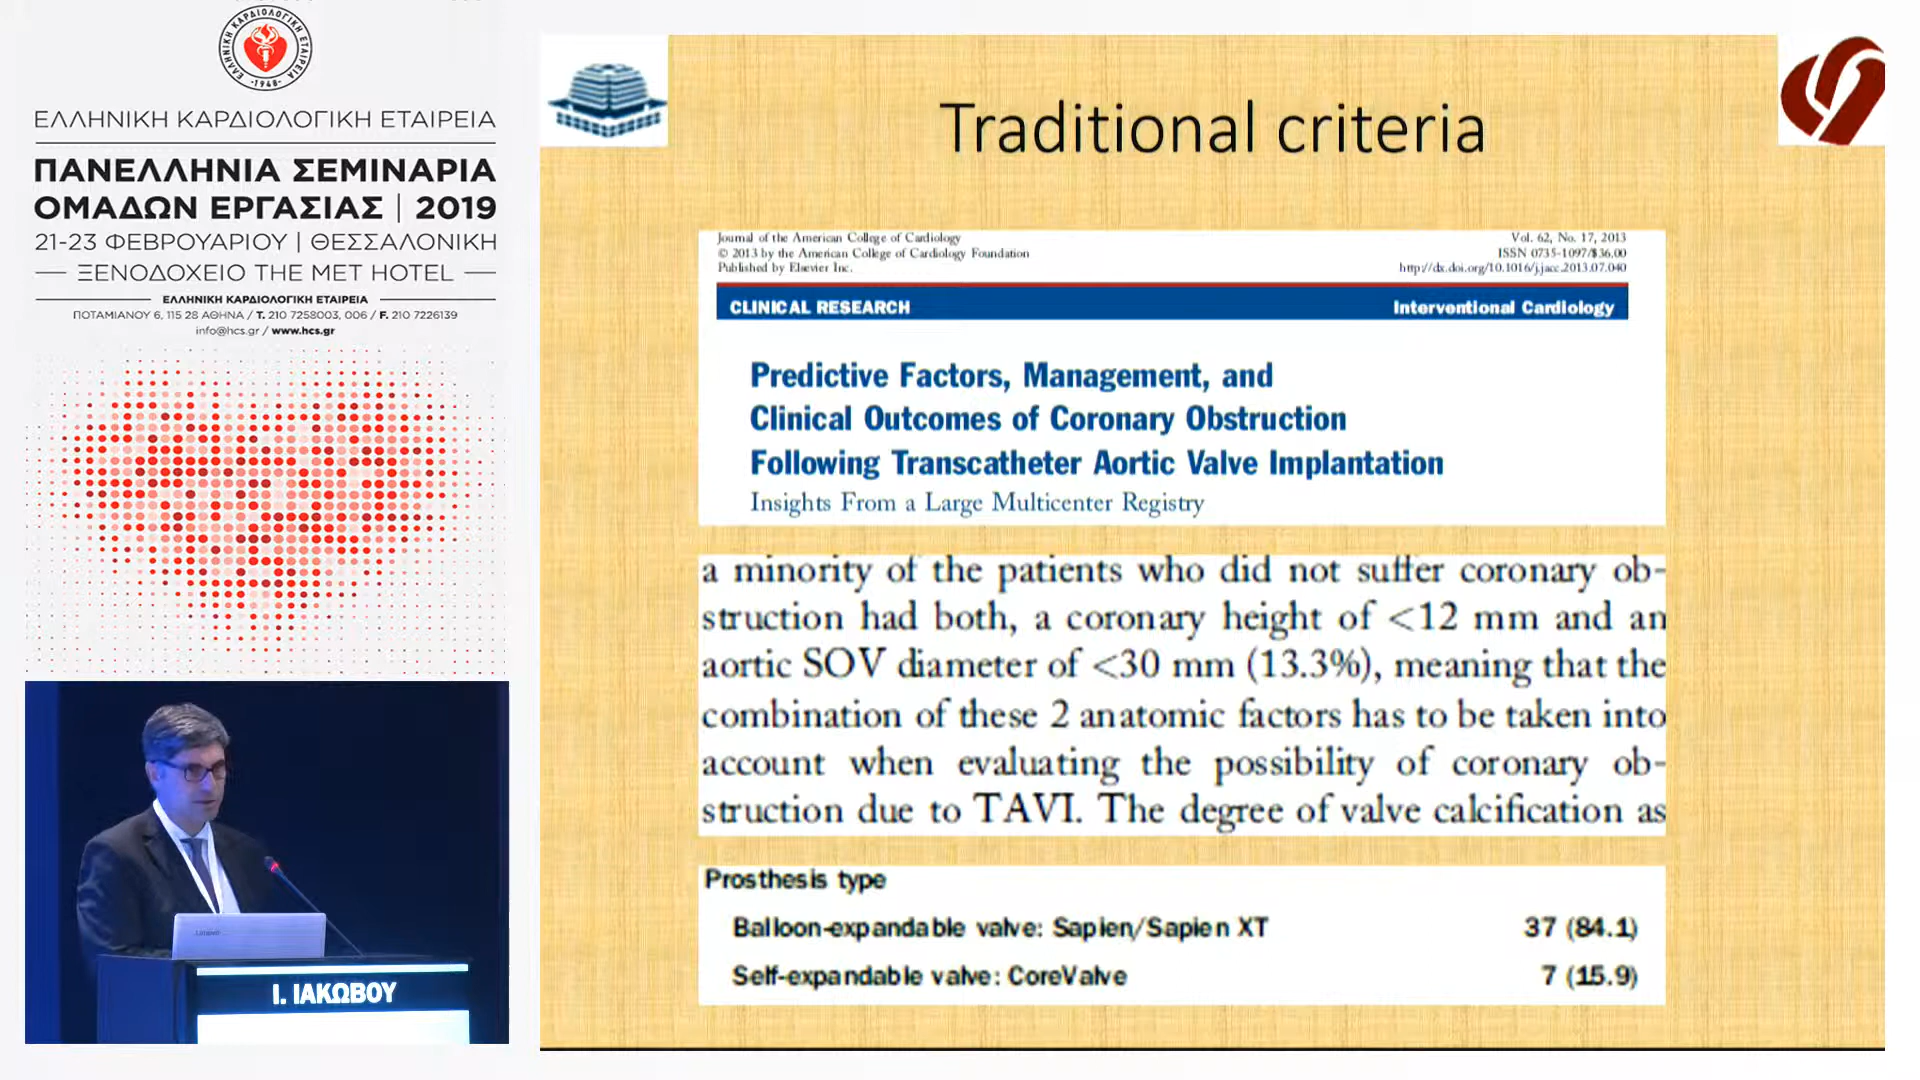 ΕΛΛΗΝΙΚΗ ΚΑΡΔΙΟΛΟΓΙΚΗ ΕΤΑΙΡΕΙΑ
·1948·
ΕΛΛΗΝΙΚΗ ΚΑΡΔΙΟΛΟΓΙΚΗ ΕΤΑΙΡΕΙΑ
ΠΑΝΕΛΛΗΝΙΑ ΣΕΜΙΝΑΡΙΑ
ΟΜΑΔΩΝ ΕΡΓΑΣΙΑΣ | 2019
21-23 ΦΕΒΡΟΥΑΡΙΟΥ | ΘΕΣΣΑΛΟΝΙΚΗ
ΞΕΝΟΔΟΧΕΙΟ THE MET HOTEL
ΕΛΛΗΝΙΚΗ ΚΑΡΔΙΟΛΟΓΙΚΗ ΕΤΑΙΡΕΙΑ
ΠΟΤΑΜΙΑΝΟΥ 6, 115 28 ΑΘΗΝΑ / T. 210 7258003, 006 / F. 210 7226139
info@hcs.gr / www.hcs.gr
Lenovo
Ι. ΙΑΚΩΒΟΥ
Traditional criteria
Journal of the American College of Cardiology
© 2013 by the American College of Cardiology Foundation
Published by Elsevier Inc.
Vol. 62, No. 17, 2013
ISSN 0735-1097/$36.00
http://dx.doi.org/10.1016/j.jacc.2013.07.040
CLINICAL RESEARCH Interventional Cardiology
Predictive Factors, Management, and
Clinical Outcomes of Coronary Obstruction
Following Transcatheter Aortic Valve Implantation
Insights From a Large Multicenter Registry
a minority of the patients who did not suffer coronary ob-
struction had both, a coronary height of <12 mm and an
aortic SOV diameter of <30 mm (13.3%), meaning that the
combination of these 2 anatomic factors has to be taken into
account when evaluating the possibility of coronary ob-
struction due to TAVI. The degree of valve calcification as
Prosthesis type
Balloon-expandable valve: Sapien/Sapien XT 37 (84.1)
Self-expandable valve: CoreValve 7 (15.9)